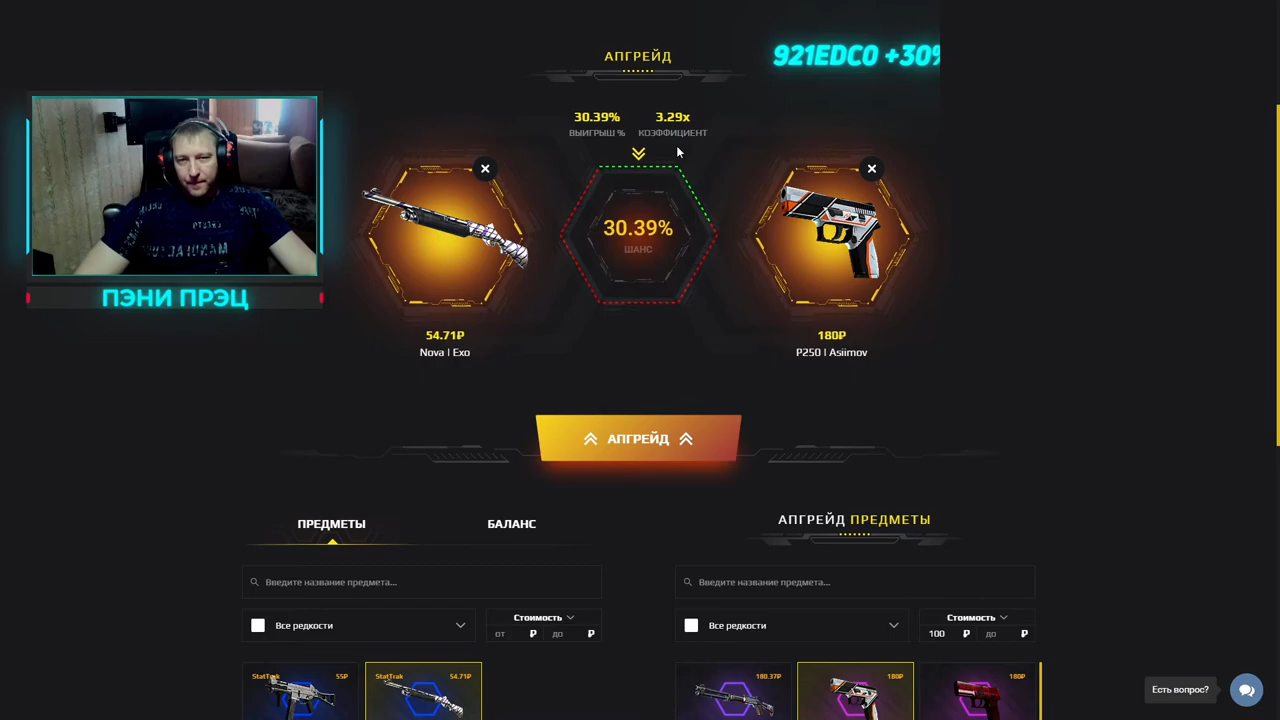 АПГРЕЙД
921EDCO +30%
30.39%
ВЫИГРЫШ %
3.29x
КОЭФФИЦИЕНТ
30.39%
ШАНС
ПЭНИ ПРЭЦ
54.71₽
Nova | Exo
180₽
P250 | Asiimov
АПГРЕЙД
ПРЕДМЕТЫ
БАЛАНС
АПГРЕЙД ПРЕДМЕТЫ
Введите название предмета...
Введите название предмета...
Все редкости
Стоимость
от ₽ до ₽
Все редкости
Стоимость
100 ₽ до ₽
StatTrak 55₽
StatTrak 54.71₽
180.37₽
180₽
180₽
Есть вопрос?